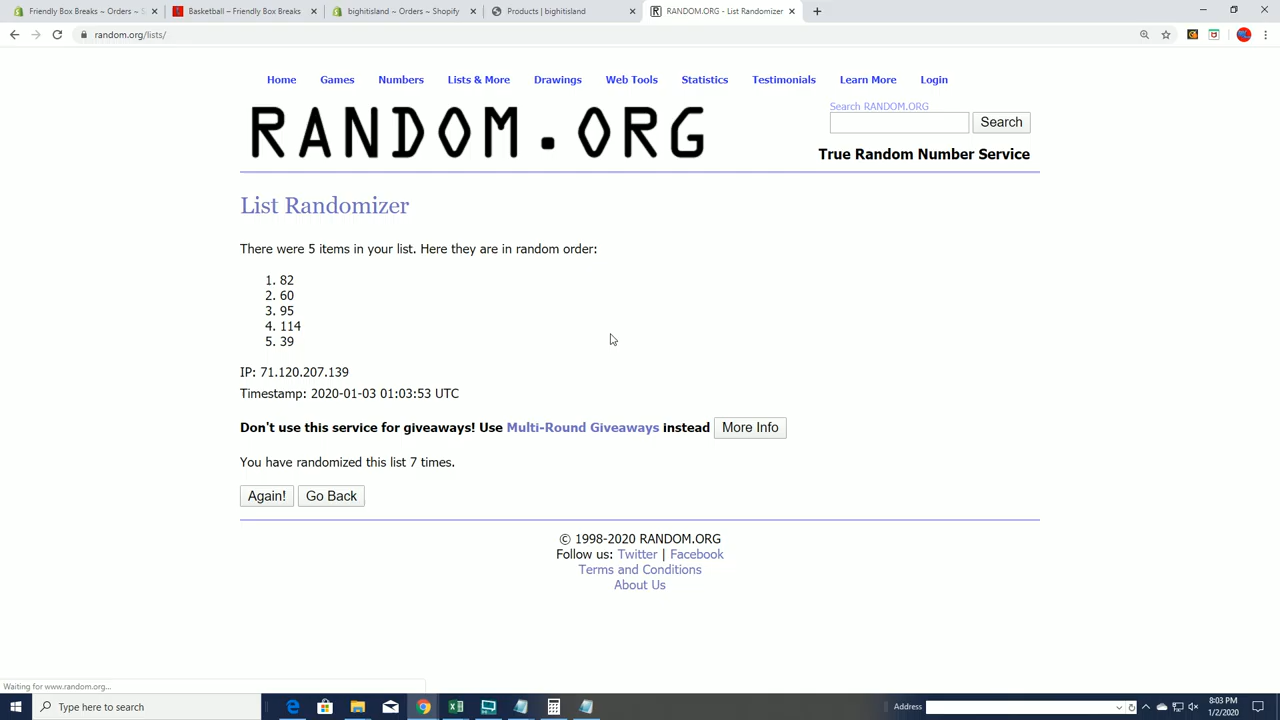 Friendly Box Breaks ~ Orders ~ S
Basketball – Friendly Box Breaks
bighitisland ~ Orders ~ Shopify
Products | bighitisland
RANDOM.ORG - List Randomizer
random.org/lists/
Home Games Numbers Lists & More Drawings Web Tools Statistics Testimonials Learn More Login
RANDOM.ORG
Search RANDOM.ORG
Search
True Random Number Service
List Randomizer
There were 5 items in your list. Here they are in random order:
1. 82
2. 60
3. 95
4. 114
5. 39
IP: 71.120.207.139
Timestamp: 2020-01-03 01:03:53 UTC
Don't use this service for giveaways! Use Multi-Round Giveaways instead More Info
You have randomized this list 7 times.
Again! Go Back
© 1998-2020 RANDOM.ORG
Follow us: Twitter | Facebook
Terms and Conditions
About Us
Waiting for www.random.org...
Type here to search
Address
8:03 PM
1/2/2020